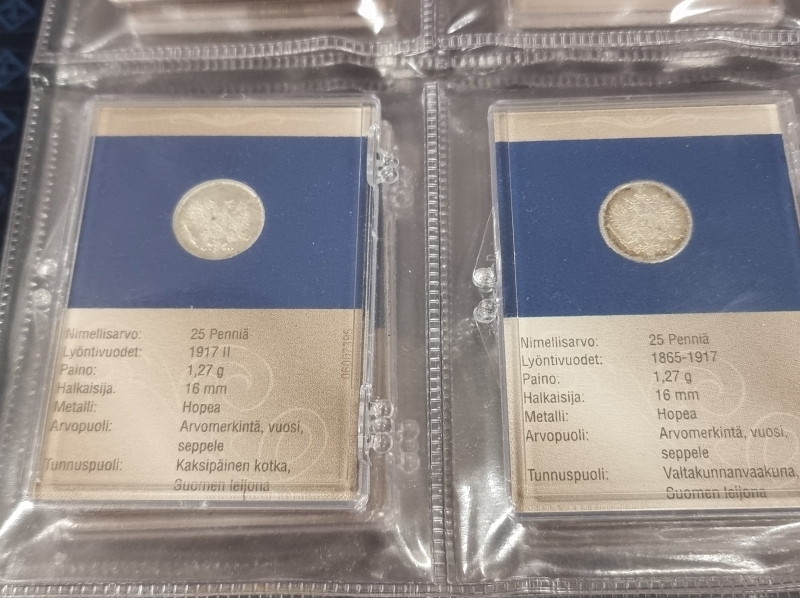 Nimellisarvo: 25 Penniä
Lyöntivuodet: 1917 II
Paino: 1,27 g
Halkaisija: 16 mm
Metalli: Hopea
Arvopuoli: Arvomerkintä, vuosi,
seppele
Tunnuspuoli: Kaksipäinen kotka,
Suomen leijona
Nimellisarvo: 25 Penniä
Lyöntivuodet: 1865-1917
Paino: 1,27 g
Halkaisija: 16 mm
Metalli: Hopea
Arvopuoli: Arvomerkintä, vuosi,
seppele
Tunnuspuoli: Valtakunnanvaakuna,
Suomen leijona